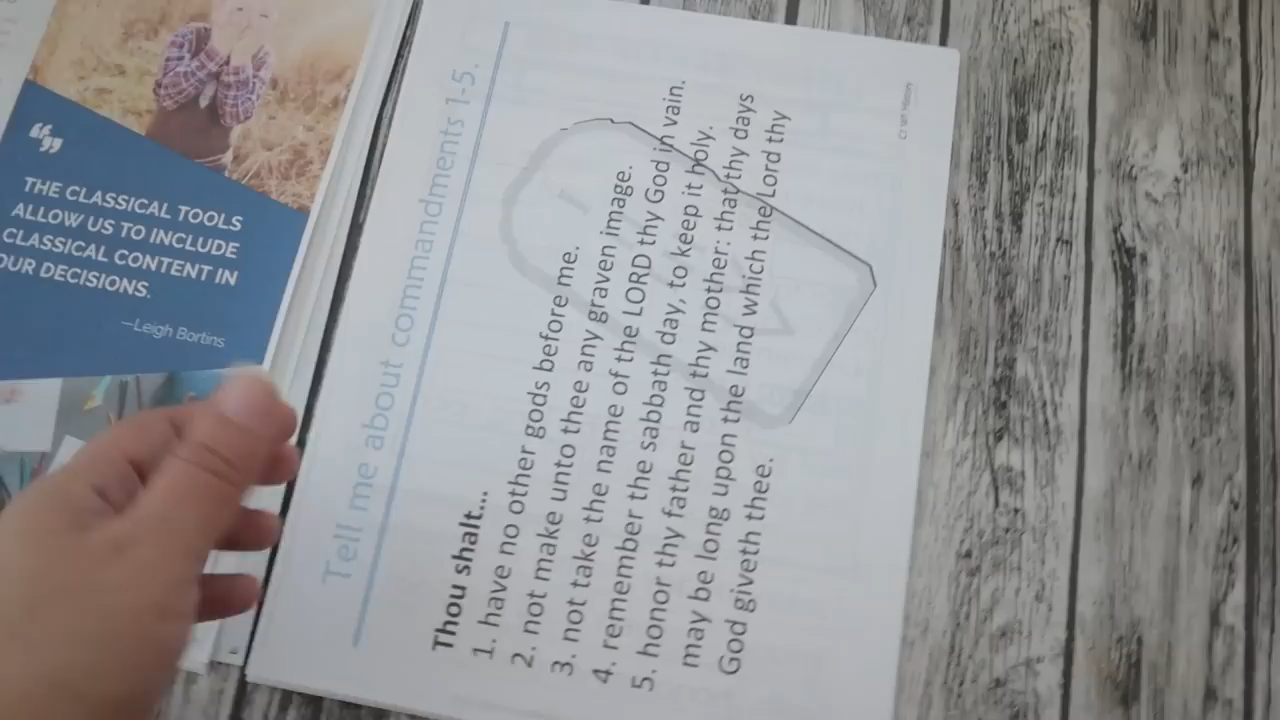 THE CLASSICAL TOOLS
ALLOW US TO INCLUDE
CLASSICAL CONTENT IN
OUR DECISIONS.
—Leigh Bortins
Tell me about commandments 1-5.
Thou shalt...
1. have no other gods before me.
2. not make unto thee any graven image.
3. not take the name of the LORD thy God in vain.
4. remember the sabbath day, to keep it holy.
5. honor thy father and thy mother: that thy days
may be long upon the land which the Lord thy
God giveth thee.